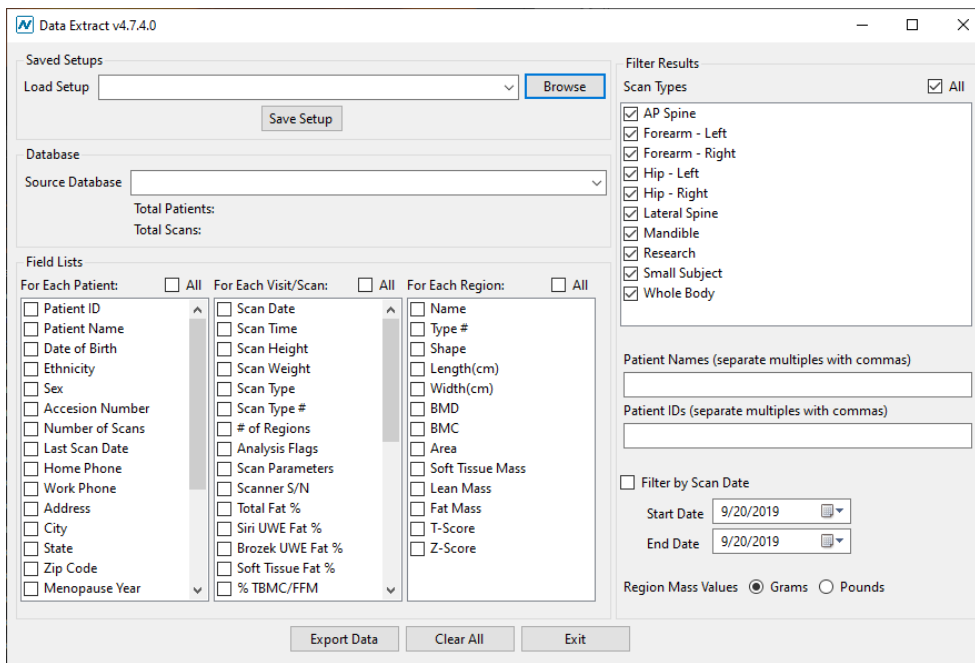 Data Extract v4.7.4.0
Saved Setups
Load Setup
Browse
Save Setup
Database
Source Database
Total Patients:
Total Scans:
Field Lists
For Each Patient:
All
Patient ID
Patient Name
Date of Birth
Ethnicity
Sex
Accesion Number
Number of Scans
Last Scan Date
Home Phone
Work Phone
Address
City
State
Zip Code
Menopause Year
For Each Visit/Scan:
All
Scan Date
Scan Time
Scan Height
Scan Weight
Scan Type
Scan Type #
# of Regions
Analysis Flags
Scan Parameters
Scanner S/N
Total Fat %
Siri UWE Fat %
Brozek UWE Fat %
Soft Tissue Fat %
% TBMC/FFM
For Each Region:
All
Name
Type #
Shape
Length(cm)
Width(cm)
BMD
BMC
Area
Soft Tissue Mass
Lean Mass
Fat Mass
T-Score
Z-Score
Filter Results
Scan Types
All
AP Spine
Forearm - Left
Forearm - Right
Hip - Left
Hip - Right
Lateral Spine
Mandible
Research
Small Subject
Whole Body
Patient Names (separate multiples with commas)
Patient IDs (separate multiples with commas)
Filter by Scan Date
Start Date 9/20/2019
End Date 9/20/2019
Region Mass Values Grams Pounds
Export Data
Clear All
Exit